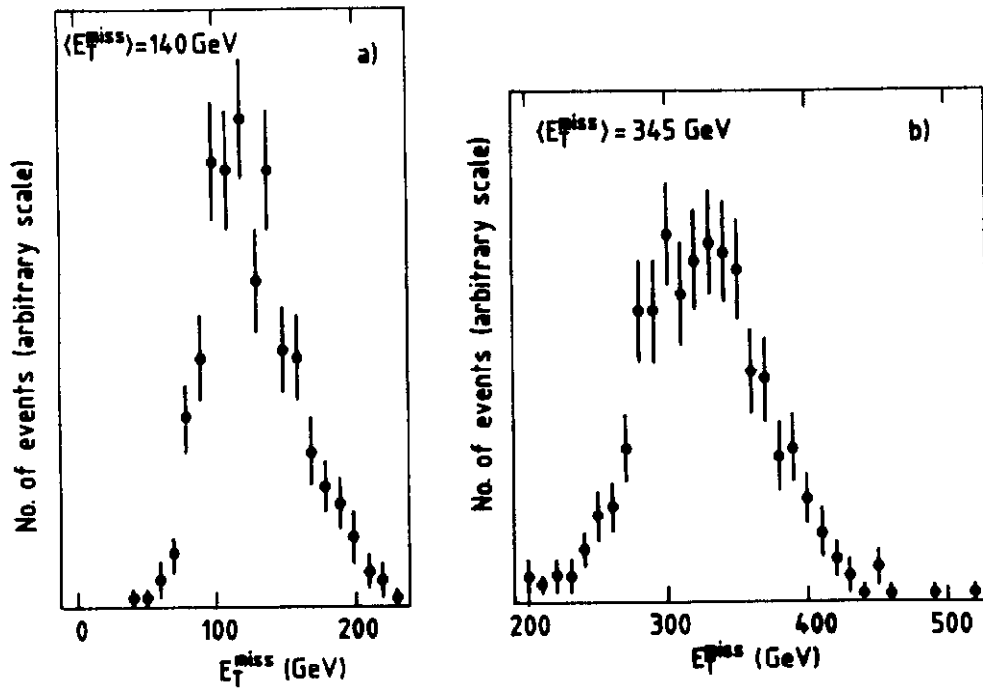 ⟨E_T^miss⟩ = 140 GeV
a)
No. of events (arbitrary scale)
0 100 200
E_T^miss (GeV)
⟨E_T^miss⟩ = 345 GeV
b)
No. of events (arbitrary scale)
200 300 400 500
E_T^miss (GeV)